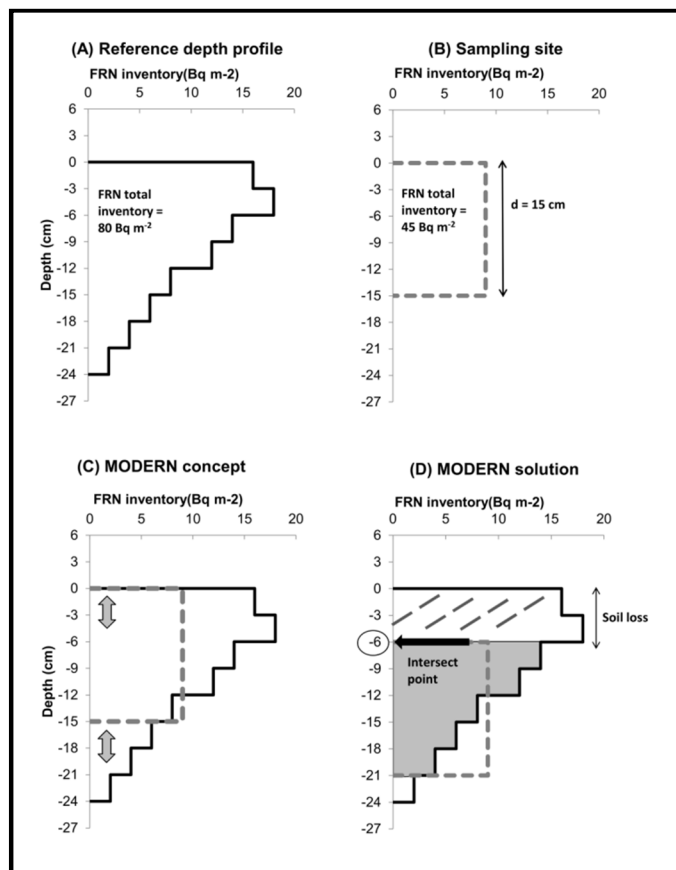 (A) Reference depth profile
FRN inventory(Bq m-2)
0 5 10 15 20
6
3
0
-3
-6
-9
-12
-15
-18
-21
-24
-27
Depth (cm)
FRN total
inventory =
80 Bq m⁻²
(B) Sampling site
FRN inventory(Bq m-2)
0 5 10 15 20
6
3
0
-3
-6
-9
-12
-15
-18
-21
-24
-27
FRN total
inventory =
45 Bq m⁻²
d = 15 cm
(C) MODERN concept
FRN inventory(Bq m-2)
0 5 10 15 20
6
3
0
-3
-6
-9
-12
-15
-18
-21
-24
-27
Depth (cm)
(D) MODERN solution
FRN inventory(Bq m-2)
0 5 10 15 20
6
3
0
-3
-6
-9
-12
-15
-18
-21
-24
-27
Soil loss
Intersect
point